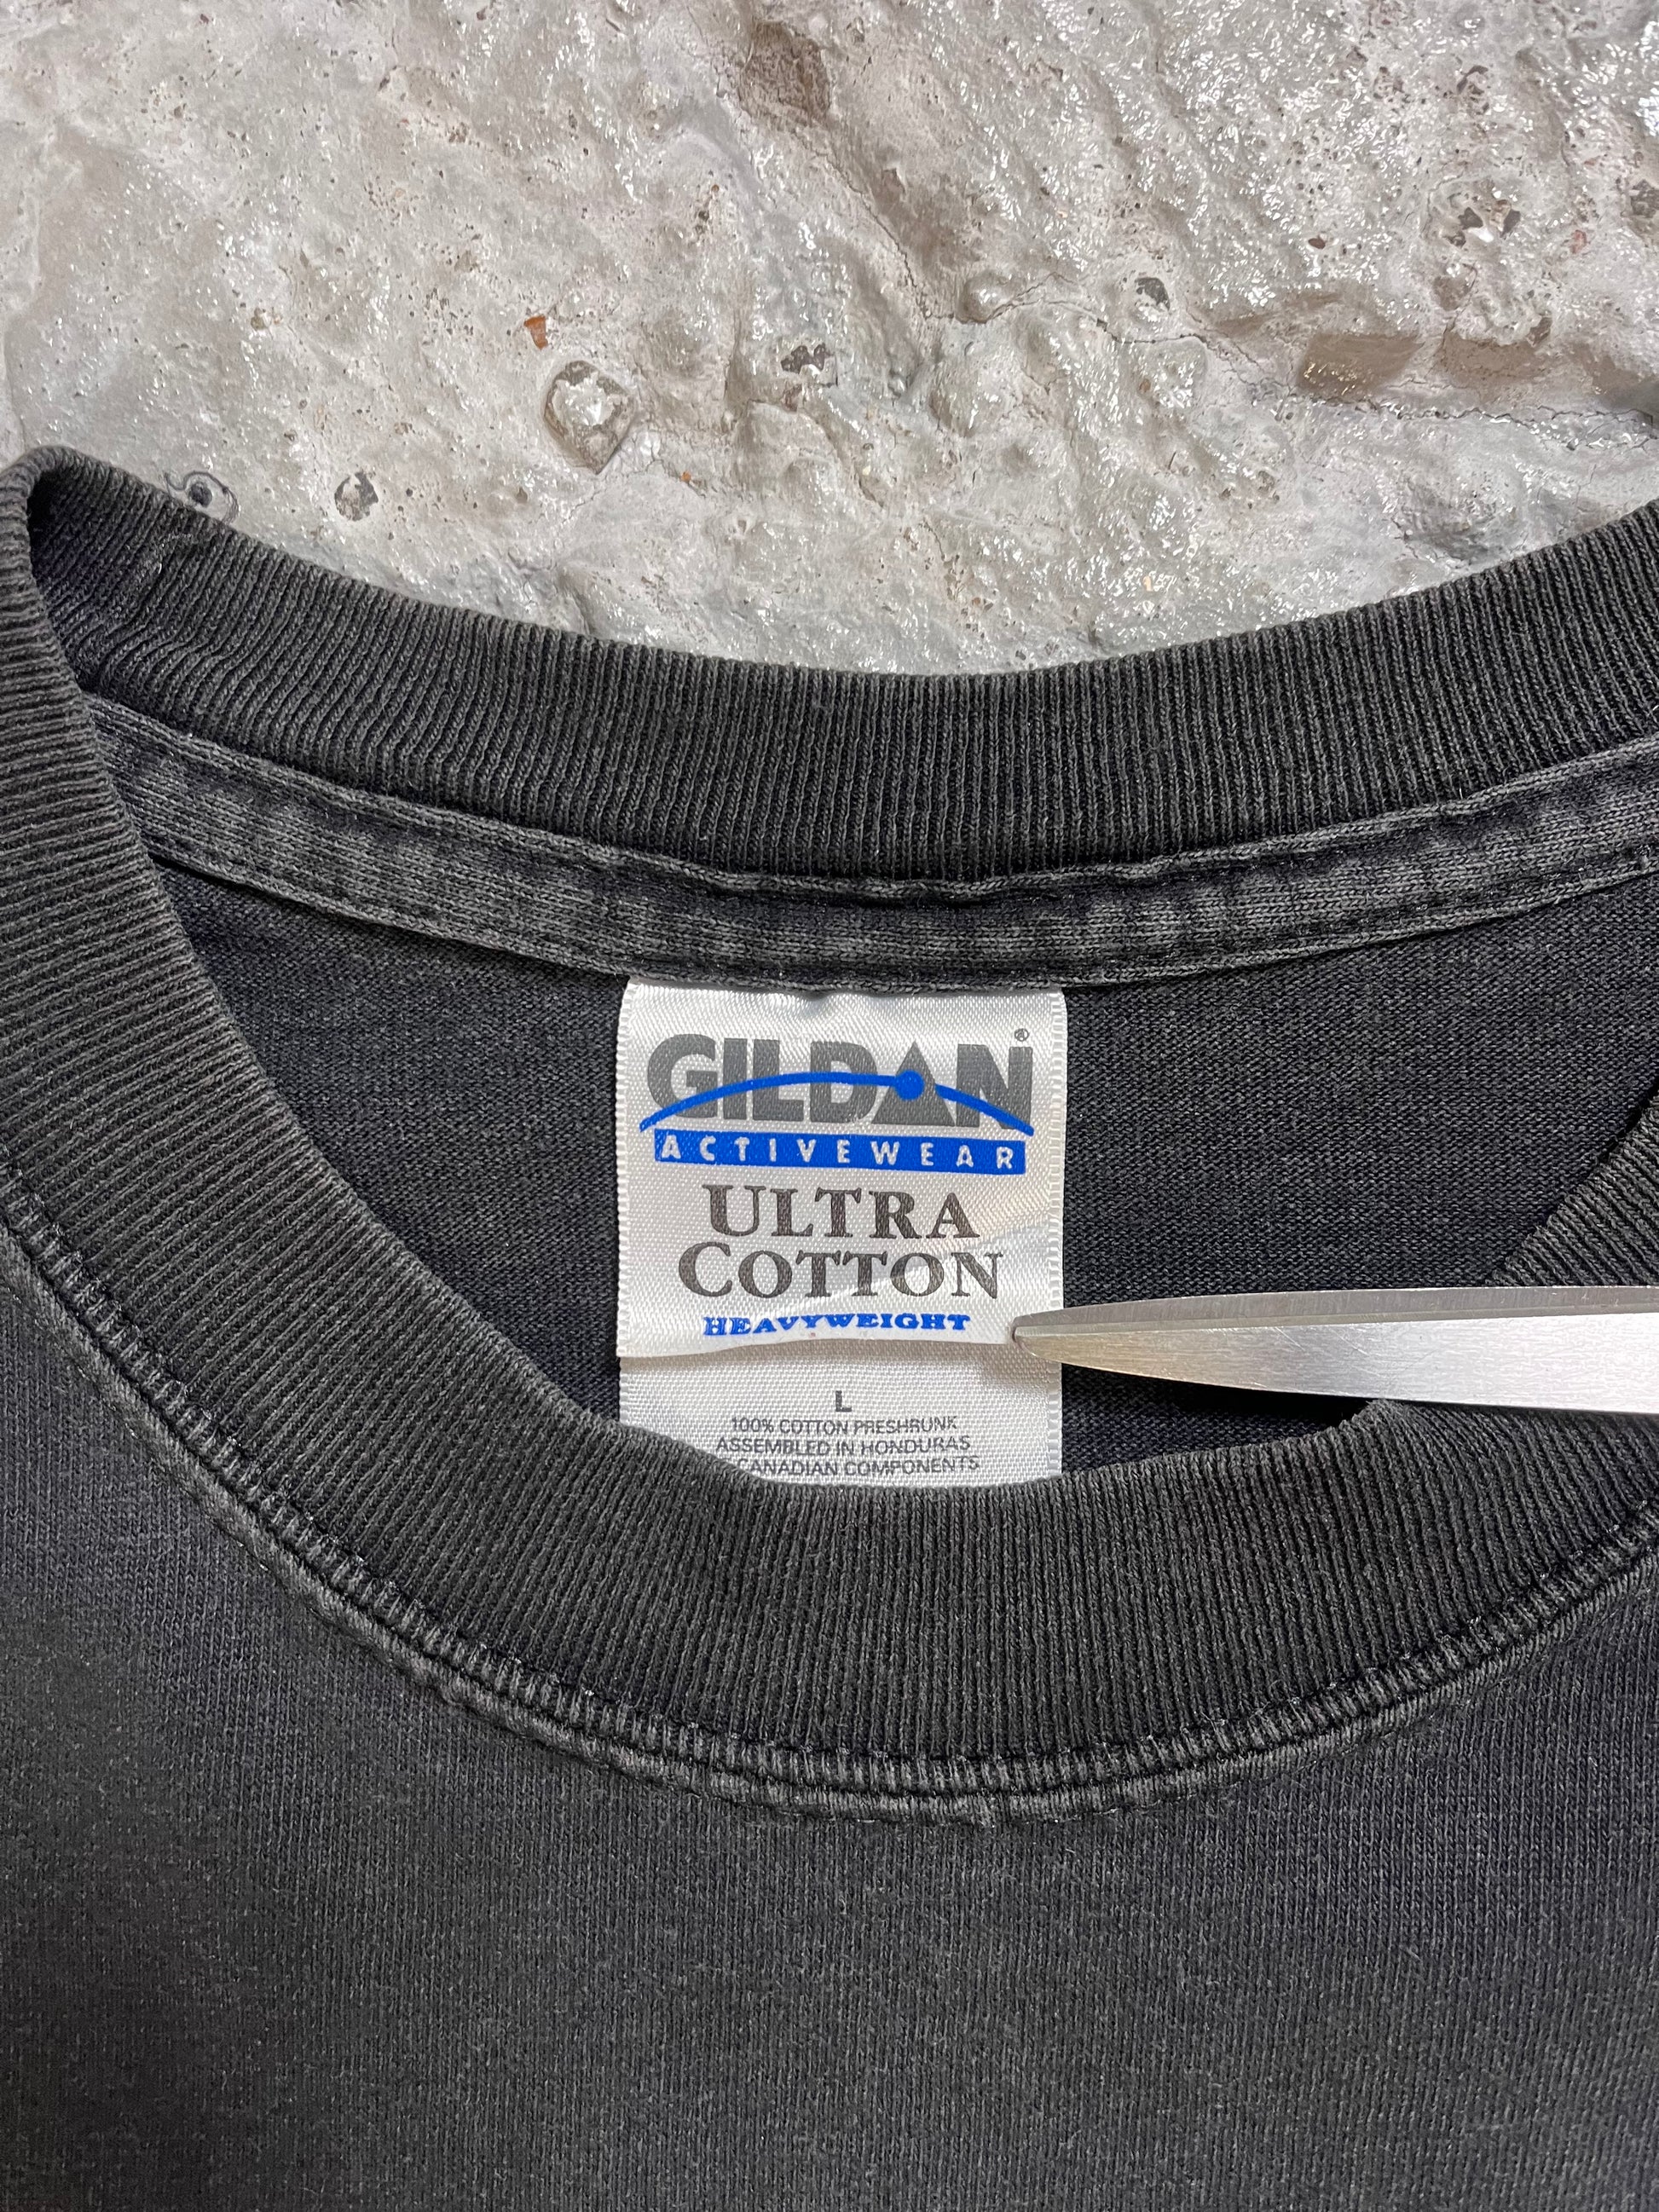 GILDAN®
ACTIVEWEAR
ULTRA
COTTON
HEAVYWEIGHT
L
100% COTTON PRESHRUNK
ASSEMBLED IN HONDURAS
CANADIAN COMPONENTS